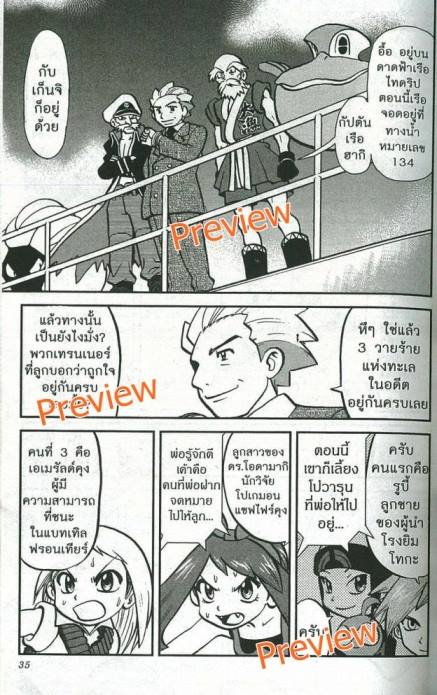 อื้อ อยู่บน
ดาดฟ้าเรือ
ไทดริป
ตอนนี้เรือ
จอดอยู่ที่
ทางน้ำ
หมายเลข
134
กัปตัน
เรือ
ฮากิ
กับ
เก็นจิ
ก็อยู่
ด้วย
Preview
หึๆ ใช่แล้ว
3 วายร้าย
แห่งทะเล
ในอดีต
อยู่กันครบเลย
แล้วทางนั้น
เป็นยังไงมั่ง?
พวกเทรนเนอร์
ที่ลูกบอกว่าถูกใจ
อยู่กันครบ
Preview
ครับ
คนแรกคือ
รูบี้
ลูกชาย
ของผู้นำ
โรงยิม
โทกะ
ตอนนี้
เขาก็เลี้ยง
โปวารุน
ที่พ่อให้ไป
อยู่...
ครับ
Preview
ลูกสาวของ
ดร.โอดามากิ
นักวิจัย
โปเกมอน
แซฟไฟร์คุง
พ่อรู้จักดี
เด้าคือ
คนที่พ่อฝาก
จดหมาย
ไปให้ลูก...
คนที่ 3 คือ
เอเมรัลด์คุง
ผู้มี
ความสามารถ
ที่ชนะ
ในแบทเทิล
ฟรอนเทียร์
35